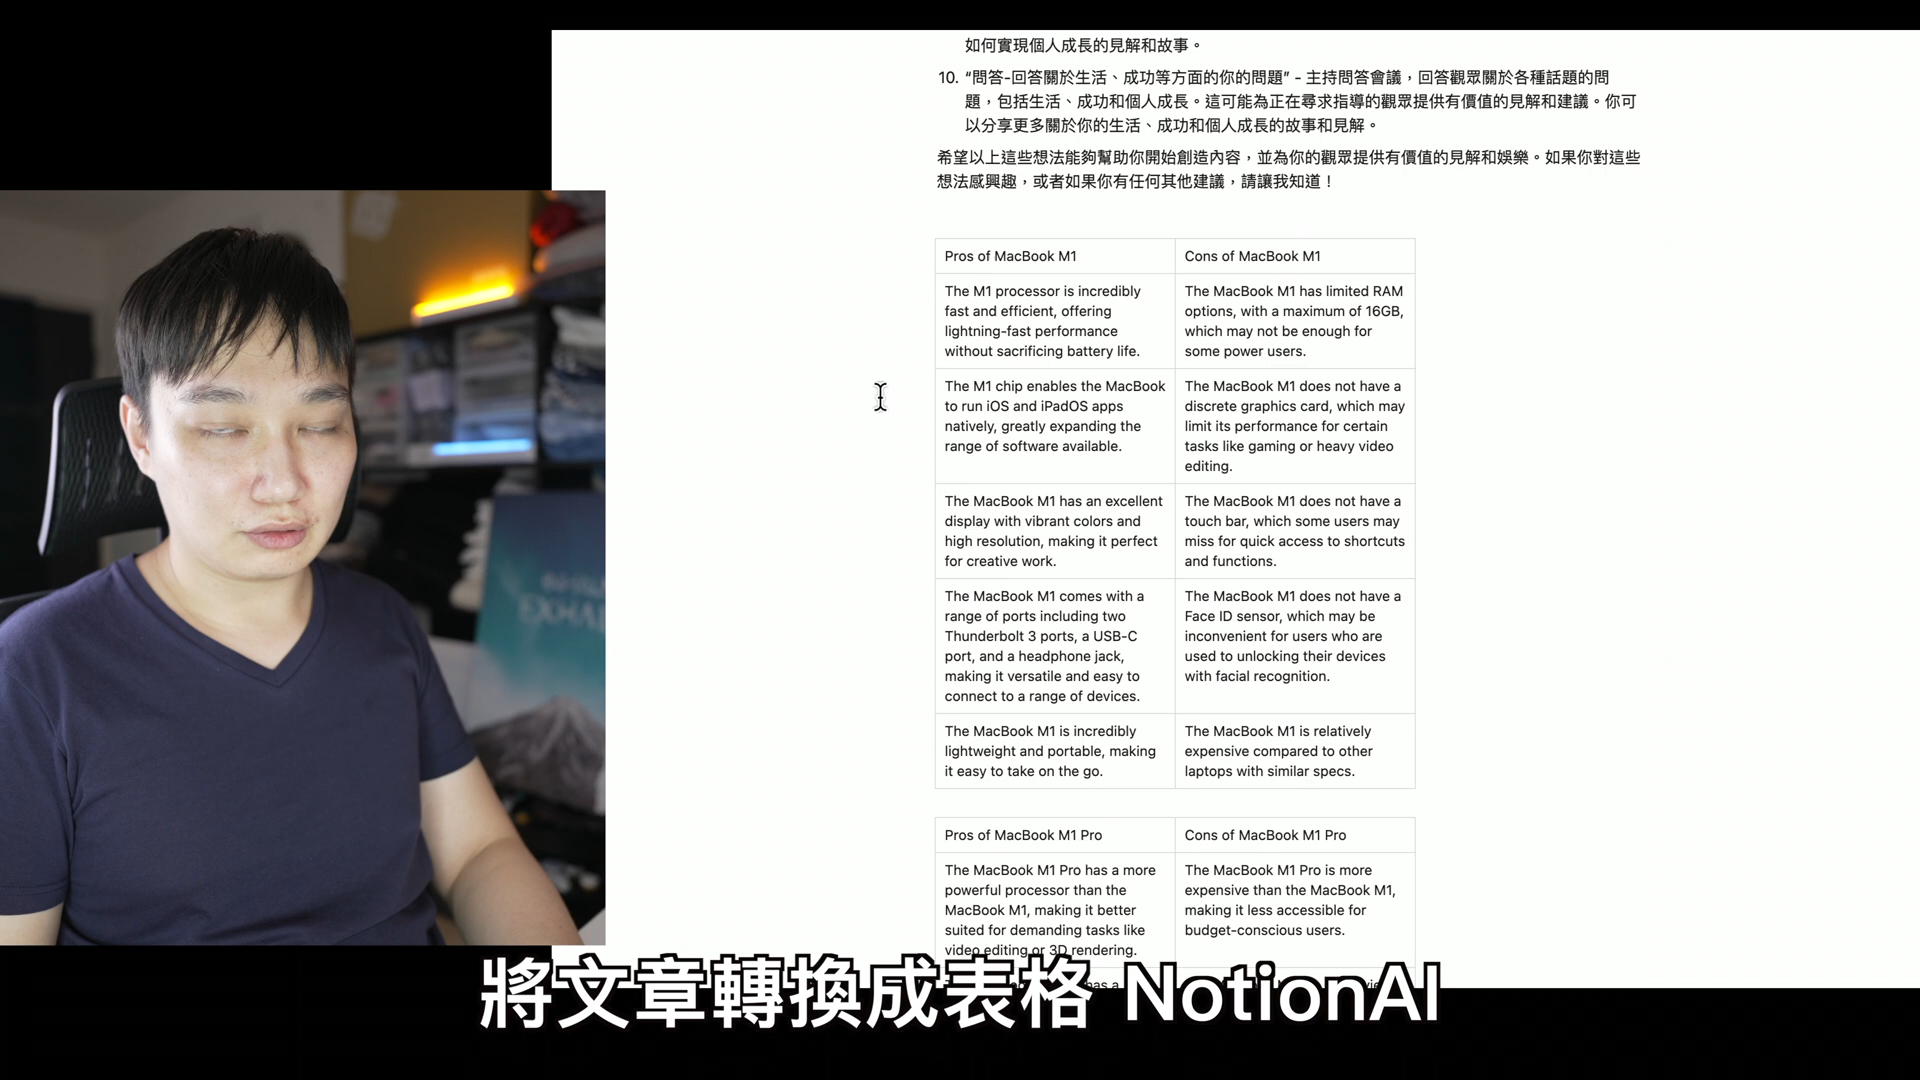 如何實現個人成長的見解和故事。
10. “問答-回答關於生活、成功等方面的你的問題” - 主持問答會議，回答觀眾關於各種話題的問
題，包括生活、成功和個人成長。這可能為正在尋求指導的觀眾提供有價值的見解和建議。你可
以分享更多關於你的生活、成功和個人成長的故事和見解。
希望以上這些想法能夠幫助你開始創造內容，並為你的觀眾提供有價值的見解和娛樂。如果你對這些
想法感興趣，或者如果你有任何其他建議，請讓我知道！
Pros of MacBook M1
Cons of MacBook M1
The M1 processor is incredibly
fast and efficient, offering
lightning-fast performance
without sacrificing battery life.
The MacBook M1 has limited RAM
options, with a maximum of 16GB,
which may not be enough for
some power users.
The M1 chip enables the MacBook
to run iOS and iPadOS apps
natively, greatly expanding the
range of software available.
The MacBook M1 does not have a
discrete graphics card, which may
limit its performance for certain
tasks like gaming or heavy video
editing.
The MacBook M1 has an excellent
display with vibrant colors and
high resolution, making it perfect
for creative work.
The MacBook M1 does not have a
touch bar, which some users may
miss for quick access to shortcuts
and functions.
The MacBook M1 comes with a
range of ports including two
Thunderbolt 3 ports, a USB-C
port, and a headphone jack,
making it versatile and easy to
connect to a range of devices.
The MacBook M1 does not have a
Face ID sensor, which may be
inconvenient for users who are
used to unlocking their devices
with facial recognition.
The MacBook M1 is incredibly
lightweight and portable, making
it easy to take on the go.
The MacBook M1 is relatively
expensive compared to other
laptops with similar specs.
Pros of MacBook M1 Pro
Cons of MacBook M1 Pro
The MacBook M1 Pro has a more
powerful processor than the
MacBook M1, making it better
suited for demanding tasks like
video editing or 3D rendering.
The MacBook M1 Pro is more
expensive than the MacBook M1,
making it less accessible for
budget-conscious users.
將文章轉換成表格 NotionAI